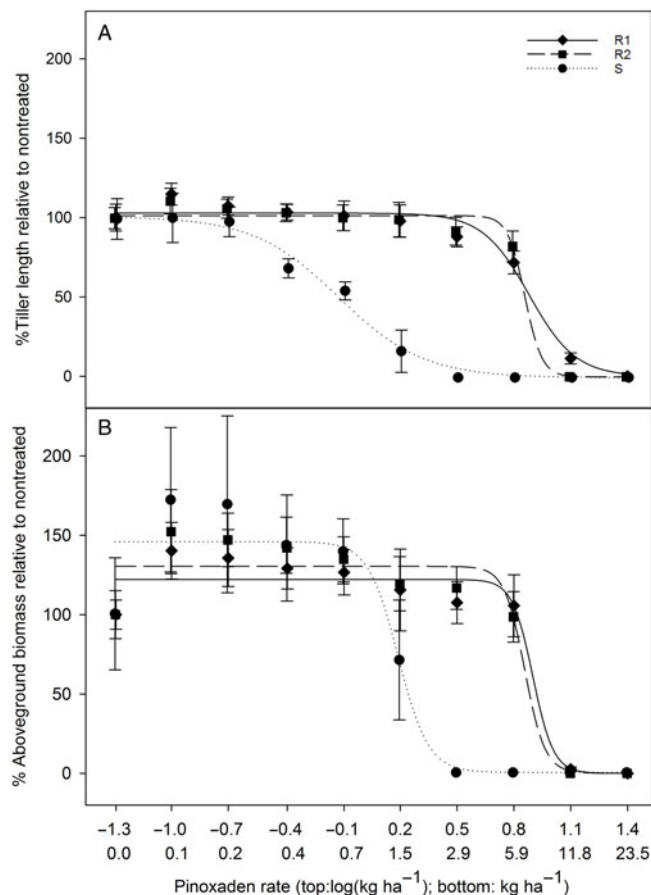 A
R1
R2
S
200
150
100
50
0
%Tiller length relative to nontreated
B
200
150
100
50
0
% Aboveground biomass relative to nontreated
−1.3 −1.0 −0.7 −0.4 −0.1 0.2 0.5 0.8 1.1 1.4
0.0 0.1 0.2 0.4 0.7 1.5 2.9 5.9 11.8 23.5
Pinoxaden rate (top:log(kg ha⁻¹); bottom: kg ha⁻¹)